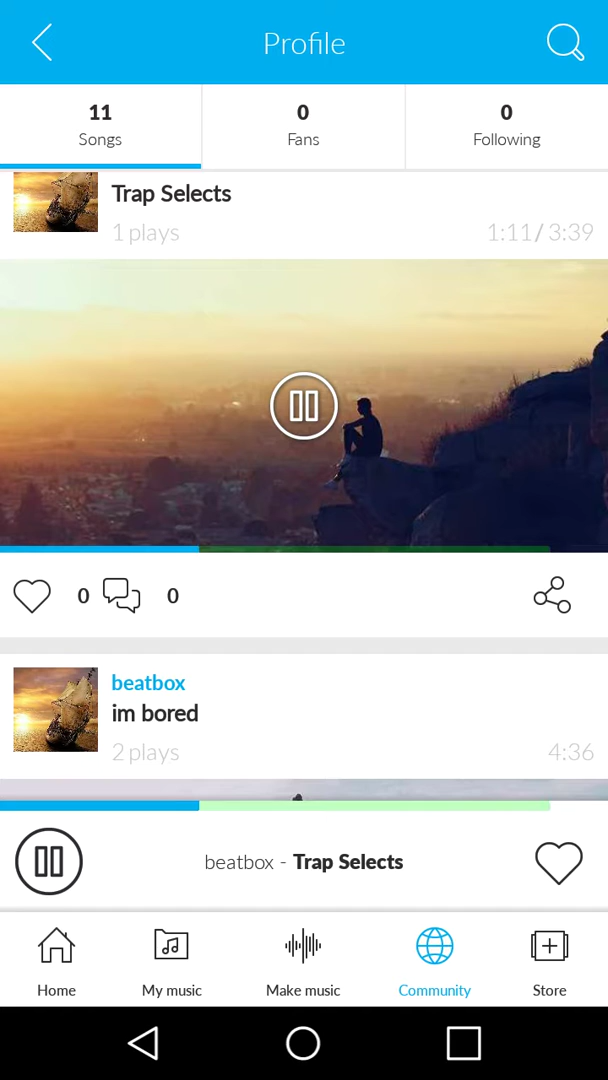 Profile
11
Songs
0
Fans
0
Following
Trap Selects
1 plays
1:11/ 3:39
0
0
beatbox
im bored
2 plays
4:36
beatbox - Trap Selects
Home
My music
Make music
Community
Store